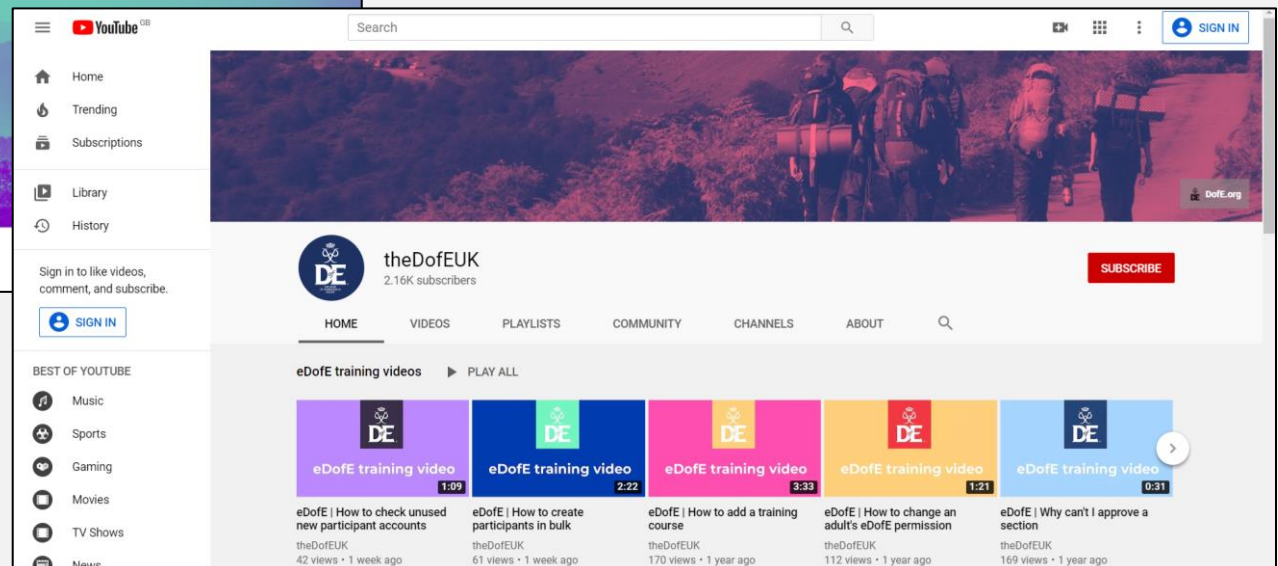 YouTube GB
Search
SIGN IN
Home
Trending
Subscriptions
Library
History
Sign in to like videos,
comment, and subscribe.
SIGN IN
BEST OF YOUTUBE
Music
Sports
Gaming
Movies
TV Shows
News
DofE.org
DE
theDofEUK
2.16K subscribers
SUBSCRIBE
HOME
VIDEOS
PLAYLISTS
COMMUNITY
CHANNELS
ABOUT
eDofE training videos
PLAY ALL
DE
eDofE training video
1:09
eDofE | How to check unused
new participant accounts
theDofEUK
42 views • 1 week ago
DE
eDofE training video
2:22
eDofE | How to create
participants in bulk
theDofEUK
61 views • 1 week ago
DE
eDofE training video
3:33
eDofE | How to add a training
course
theDofEUK
170 views • 1 year ago
DE
eDofE training video
1:21
eDofE | How to change an
adult's eDofE permission
theDofEUK
112 views • 1 year ago
DE
eDofE training video
0:31
eDofE | Why can't I approve a
section
theDofEUK
169 views • 1 year ago